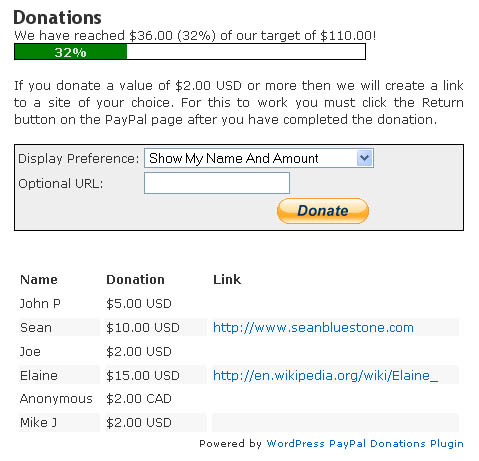 Donations
We have reached $36.00 (32%) of our target of $110.00!
32%
If you donate a value of $2.00 USD or more then we will create a link
to a site of your choice. For this to work you must click the Return
button on the PayPal page after you have completed the donation.
Display Preference: Show My Name And Amount
Optional URL:
Donate
Name Donation Link
John P $5.00 USD
Sean $10.00 USD http://www.seanbluestone.com
Joe $2.00 USD
Elaine $15.00 USD http://en.wikipedia.org/wiki/Elaine_
Anonymous $2.00 CAD
Mike J $2.00 USD
Powered by WordPress PayPal Donations Plugin